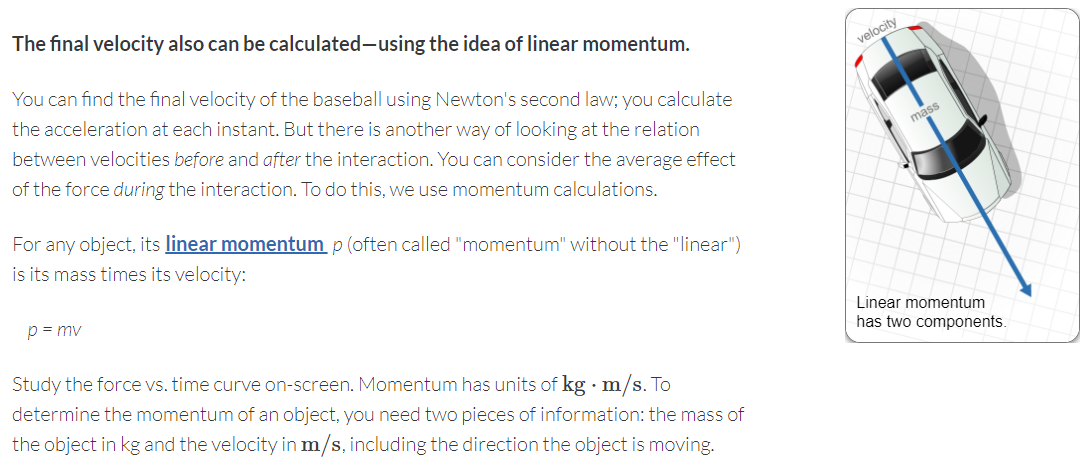 The final velocity also can be calculated—using the idea of linear momentum.
You can find the final velocity of the baseball using Newton's second law; you calculate
the acceleration at each instant. But there is another way of looking at the relation
between velocities before and after the interaction. You can consider the average effect
of the force during the interaction. To do this, we use momentum calculations.
For any object, its linear momentum p (often called "momentum" without the "linear")
is its mass times its velocity:
p = mv
Study the force vs. time curve on-screen. Momentum has units of kg · m/s. To
determine the momentum of an object, you need two pieces of information: the mass of
the object in kg and the velocity in m/s, including the direction the object is moving.
velocity
mass
Linear momentum
has two components.